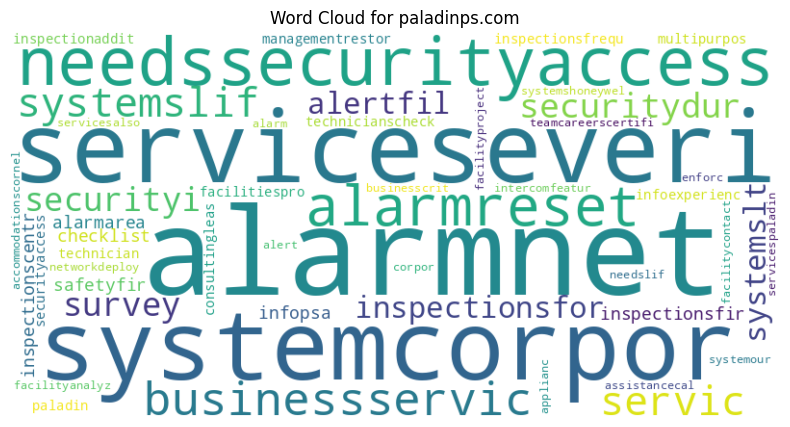 Word Cloud for paladinps.com
inspectionaddit
managementrestor
inspectionsfrequ
multipurpos
needssecurityaccess
systemslif
alertfil
systemshoneywel
securitydur
servicesalso
alarm
technicianscheck
facilityproject
teamcareerscertifi
serviceseveri
accommodationscornel
enforc
securityi
facilitiespro
businesscrit
intercomfeatur
infoexperienc
systemslt
servicespaladin
alarmreset
alarmarea
checklist
technician
networkdeploy
safetyfir
inspectionscentr
securityaccess
consultingleas
alarmnet
alert
corpor
needslif
facilitycontact
survey
infopsa
inspectionsfor
inspectionsfir
systemcorpor
systemour
facilityanalyz
paladin
businessservic
applianc
assistancecal
servic